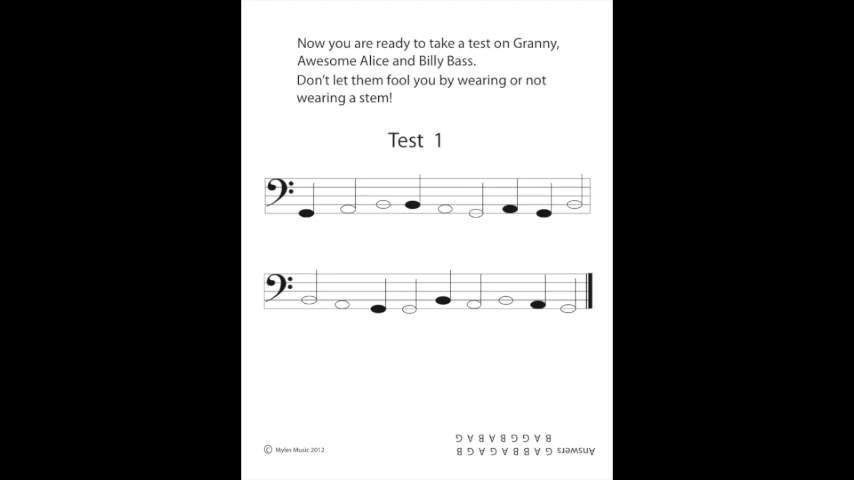 Now you are ready to take a test on Granny,
Awesome Alice and Billy Bass.
Don't let them fool you by wearing or not
wearing a stem!
Test 1
© Myles Music 2012
Answers G A B B A G A G B
B A G G B A B A G